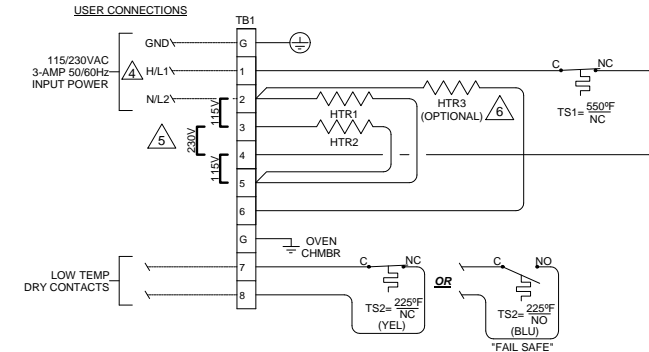 USER CONNECTIONS
TB1
GND
G
115/230VAC
3-AMP 50/60Hz
INPUT POWER
4
H/L1
1
C
NC
N/L2
2
115V
HTR1
HTR3
(OPTIONAL)
6
TS1= 550ºF
NC
5
230V
3
HTR2
4
115V
5
6
G
OVEN
CHMBR
LOW TEMP
DRY CONTACTS
7
8
C
NC
TS2= 225ºF
NC
(YEL)
OR
C
NO
TS2= 225ºF
NO
(BLU)
"FAIL SAFE"